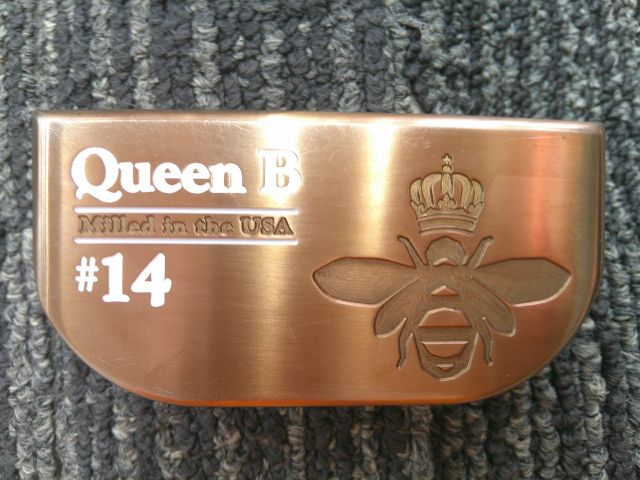 Queen B
Milled in the USA
#14